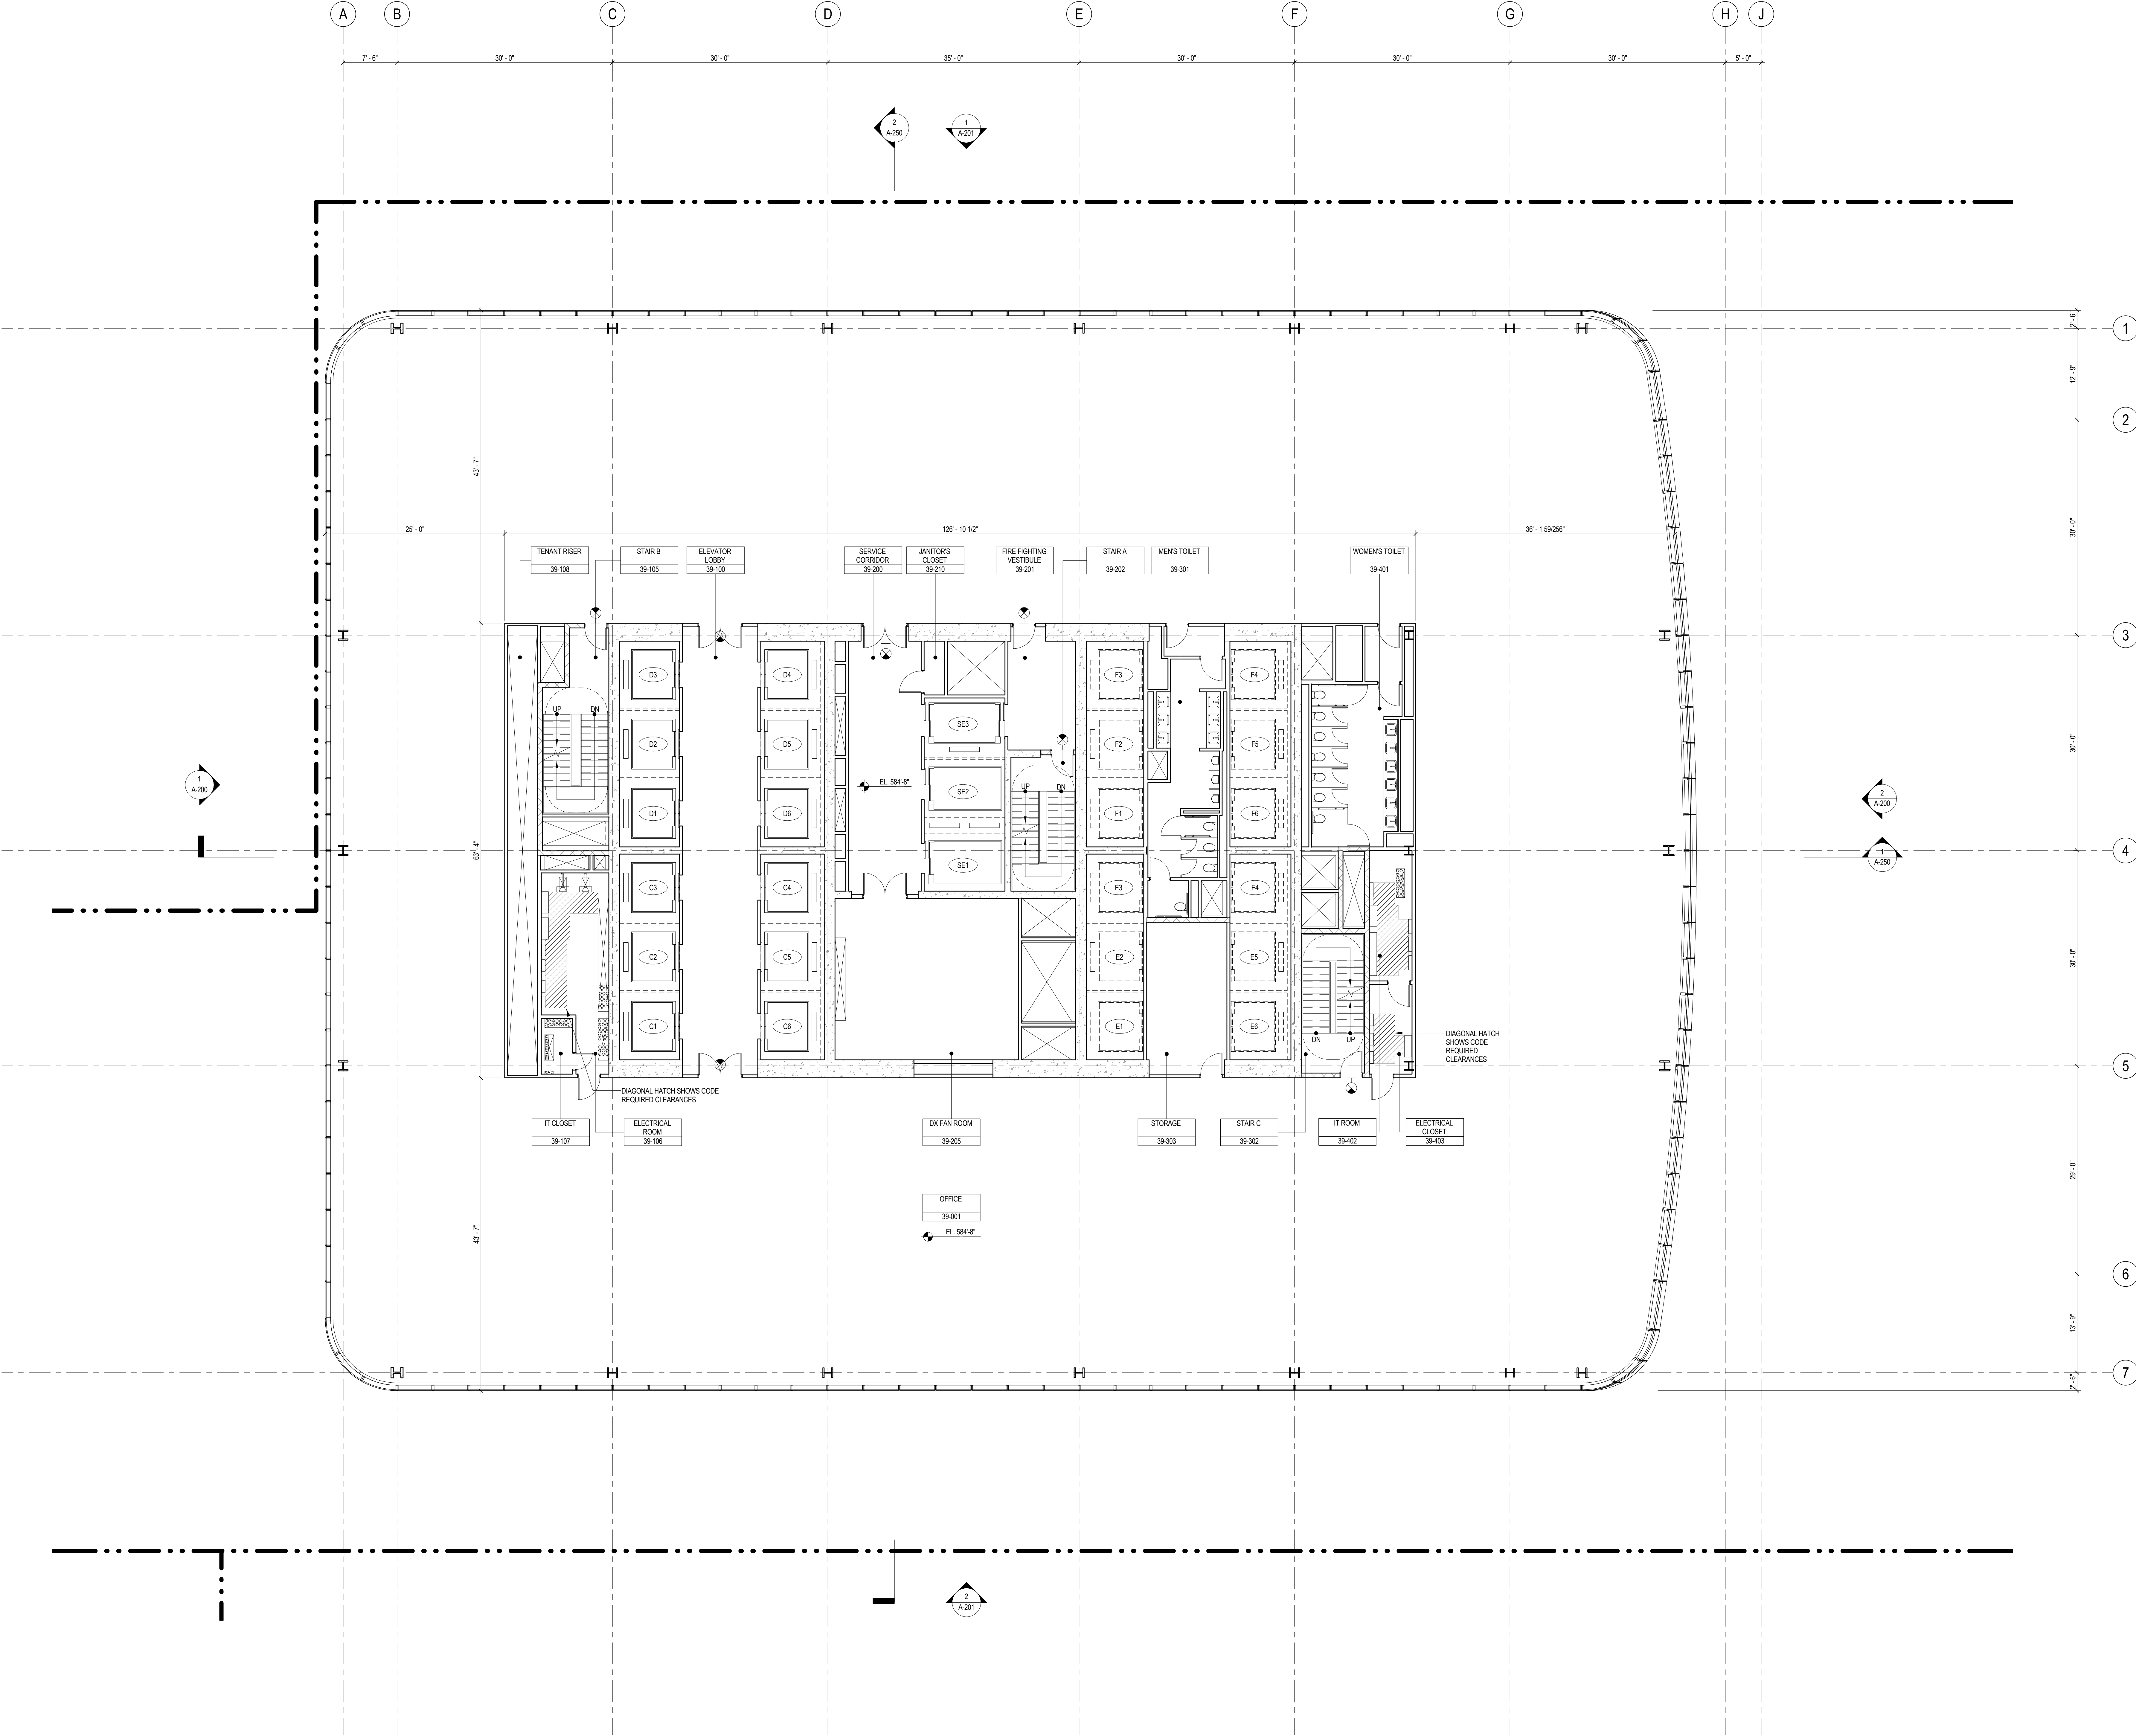 A
B
C
D
E
F
G
H
J
7' - 6"
30' - 0"
30' - 0"
35' - 0"
30' - 0"
30' - 0"
30' - 0"
5' - 0"
2
A-250
1
A-201
2' - 6"
1
12' - 9"
2
43' - 7"
30' - 0"
25' - 0"
126' - 10 1/2"
36' - 1 59/256"
TENANT RISER
39-108
STAIR B
39-105
ELEVATOR
LOBBY
39-100
SERVICE
CORRIDOR
39-200
JANITOR'S
CLOSET
39-210
FIRE FIGHTING
VESTIBULE
39-201
STAIR A
39-202
MEN'S TOILET
39-301
WOMEN'S TOILET
39-401
3
D3
D4
F3
F4
UP
DN
SE3
D2
D5
F2
F5
30' - 0"
1
A-200
EL. 584'-8"
SE2
UP
DN
2
A-200
D1
D6
F1
F6
63' - 4"
4
1
A-250
SE1
C3
C4
E3
E4
C2
C5
E2
E5
30' - 0"
C1
C6
E1
E6
DN
UP
DIAGONAL HATCH
SHOWS CODE
REQUIRED
CLEARANCES
5
DIAGONAL HATCH SHOWS CODE
REQUIRED CLEARANCES
IT CLOSET
39-107
ELECTRICAL
ROOM
39-106
DX FAN ROOM
39-205
STORAGE
39-303
STAIR C
39-302
IT ROOM
39-402
ELECTRICAL
CLOSET
39-403
29' - 0"
OFFICE
39-001
EL. 584'-8"
43' - 7"
6
13' - 9"
7
2' - 6"
2
A-201